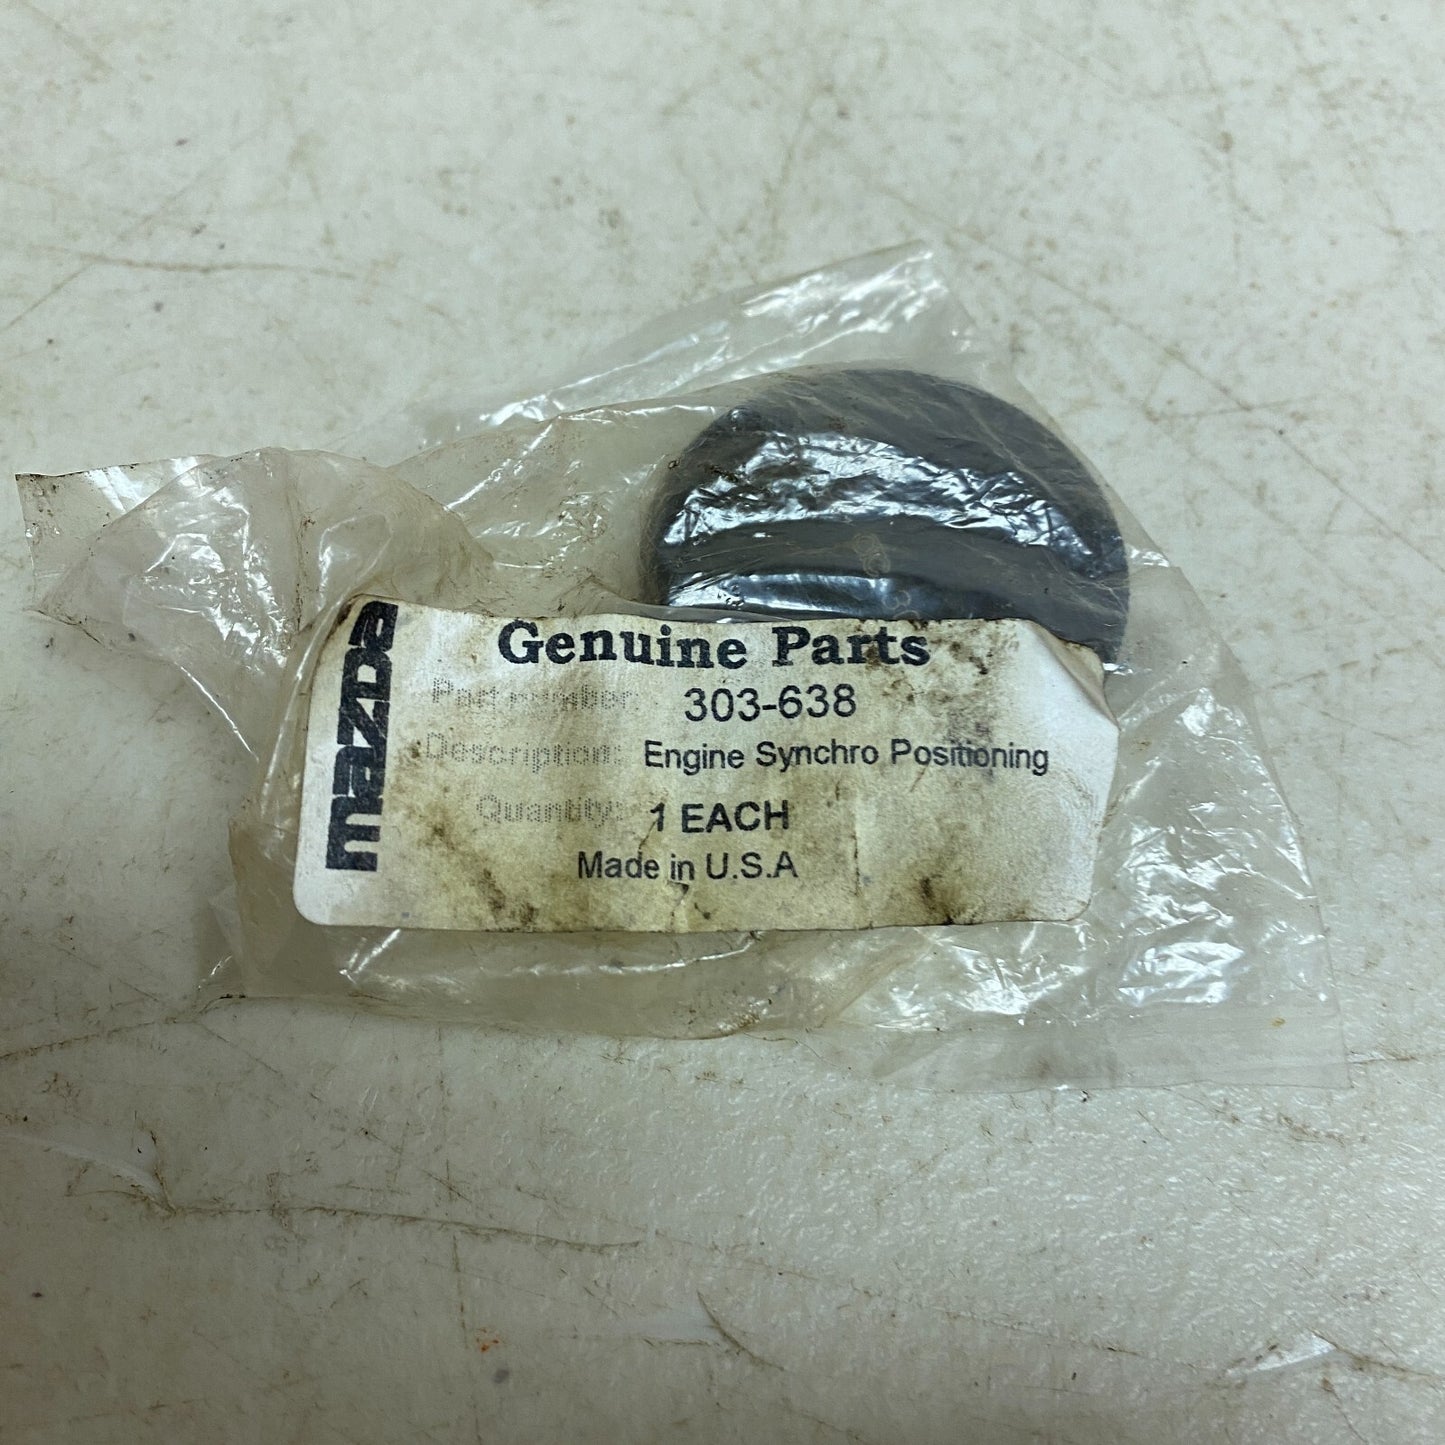 mazda
Genuine Parts
Part number: 303-638
Description: Engine Synchro Positioning
Quantity: 1 EACH
Made in U.S.A